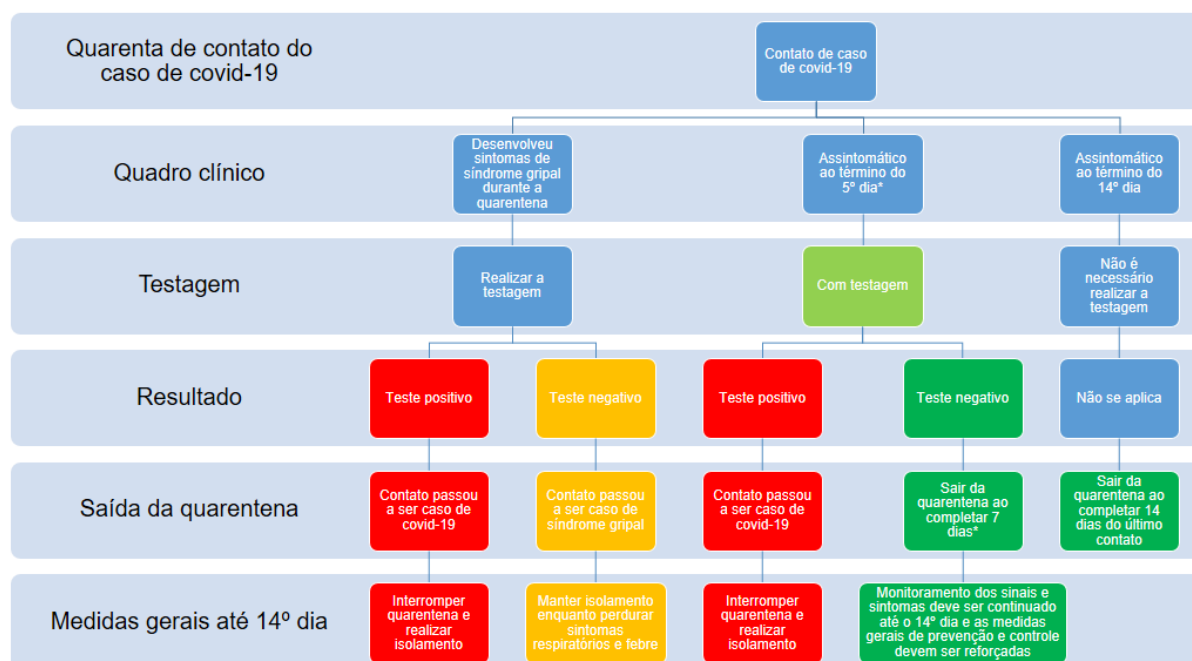 Quarenta de contato do
caso de covid-19
Contato de caso
de covid-19
Quadro clínico
Desenvolveu
sintomas de
síndrome gripal
durante a
quarentena
Assintomático
ao término do
5º dia*
Assintomático
ao término do
14º dia
Testagem
Realizar a
testagem
Com testagem
Não é
necessário
realizar a
testagem
Resultado
Teste positivo
Teste negativo
Teste positivo
Teste negativo
Não se aplica
Saída da quarentena
Contato passou
a ser caso de
covid-19
Contato passou
a ser caso de
síndrome gripal
Contato passou
a ser caso de
covid-19
Sair da
quarentena ao
completar 7
dias*
Sair da
quarentena ao
completar 14
dias do último
contato
Medidas gerais até 14º dia
Interromper
quarentena e
realizar
isolamento
Manter isolamento
enquanto perdurar
sintomas
respiratórios e febre
Interromper
quarentena e
realizar
isolamento
Monitoramento dos sinais e
sintomas deve ser continuado
até o 14º dia e as medidas
gerais de prevenção e controle
devem ser reforçadas